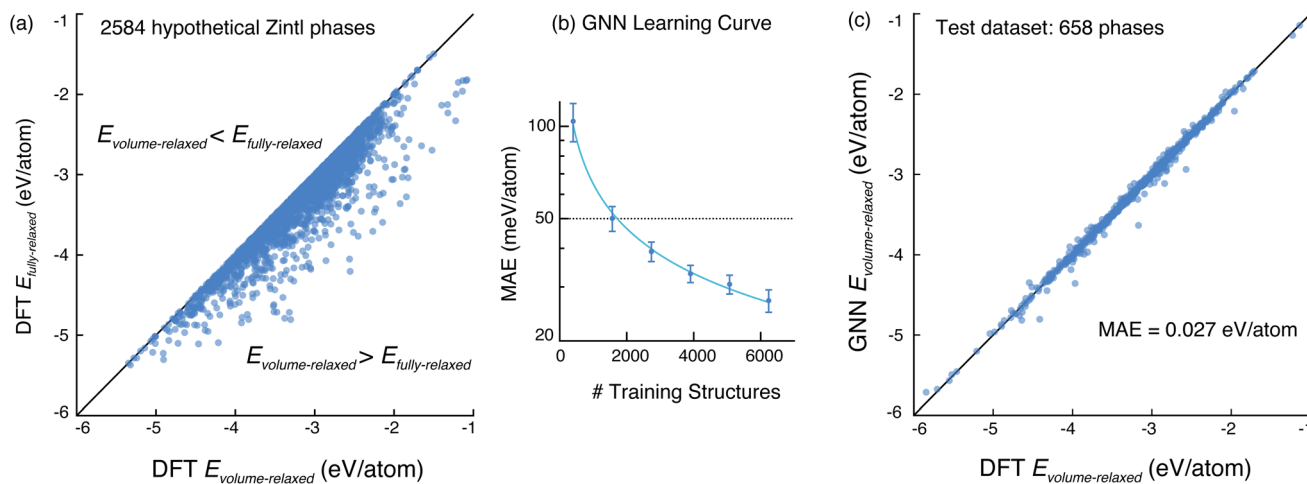 (a)
2584 hypothetical Zintl phases
-1
-2
-3
-4
-5
-6
DFT E_fully-relaxed (eV/atom)
E_volume-relaxed < E_fully-relaxed
E_volume-relaxed > E_fully-relaxed
-6 -5 -4 -3 -2 -1
DFT E_volume-relaxed (eV/atom)
(b) GNN Learning Curve
100
50
20
MAE (meV/atom)
0 2000 4000 6000
# Training Structures
(c)
Test dataset: 658 phases
-1
-2
-3
-4
-5
-6
GNN E_volume-relaxed (eV/atom)
MAE = 0.027 eV/atom
-6 -5 -4 -3 -2 -1
DFT E_volume-relaxed (eV/atom)